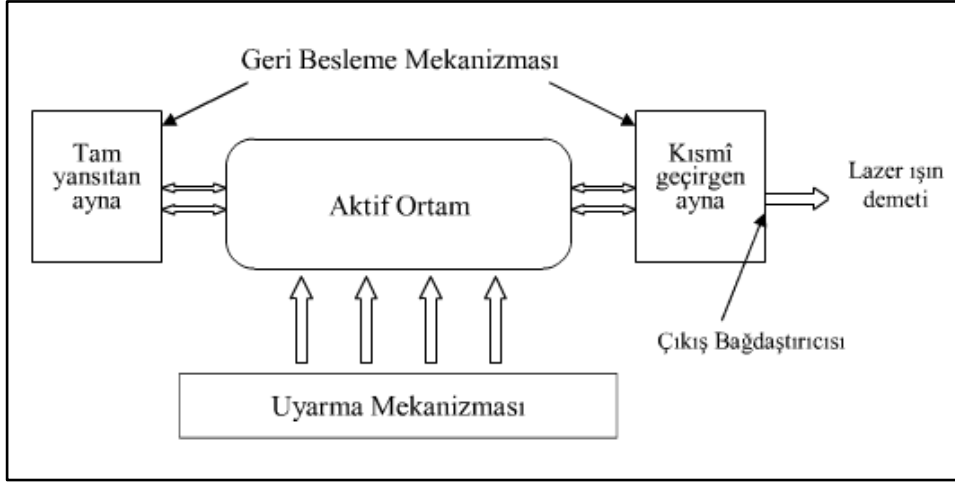 Geri Besleme Mekanizması
Tam
yansıtan
ayna
Aktif Ortam
Kısmî
geçirgen
ayna
Lazer ışın
demeti
Çıkış Bağdaştırıcısı
Uyarma Mekanizması